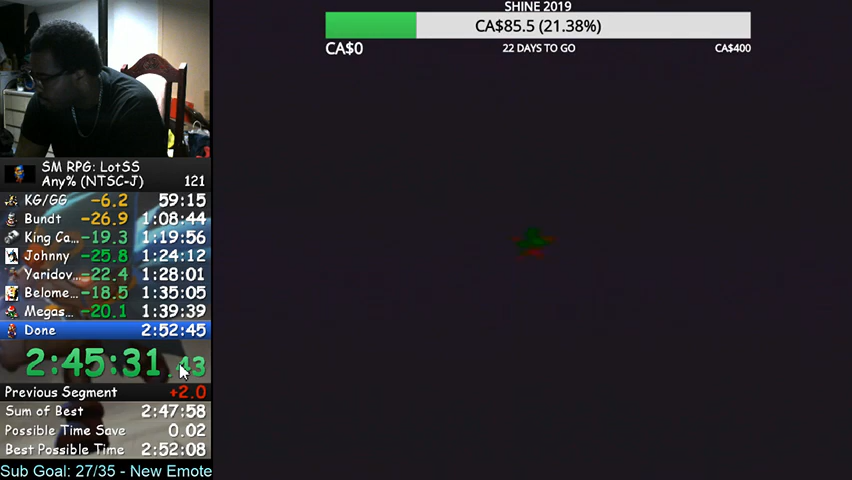 SHINE 2019
CA$85.5 (21.38%)
CA$0
22 DAYS TO GO
CA$400
SM RPG: LotSS
Any% (NTSC-J) 121
KG/GG -6.2 59:15
Bundt -26.9 1:08:44
King Ca... -19.3 1:19:56
Johnny -25.8 1:24:12
Yaridov... -22.4 1:28:01
Belome... -18.5 1:35:05
Megas... -20.1 1:39:39
Done 2:52:45
2:45:31.43
Previous Segment +2.0
Sum of Best 2:47:58
Possible Time Save 0.02
Best Possible Time 2:52:08
Sub Goal: 27/35 - New Emote